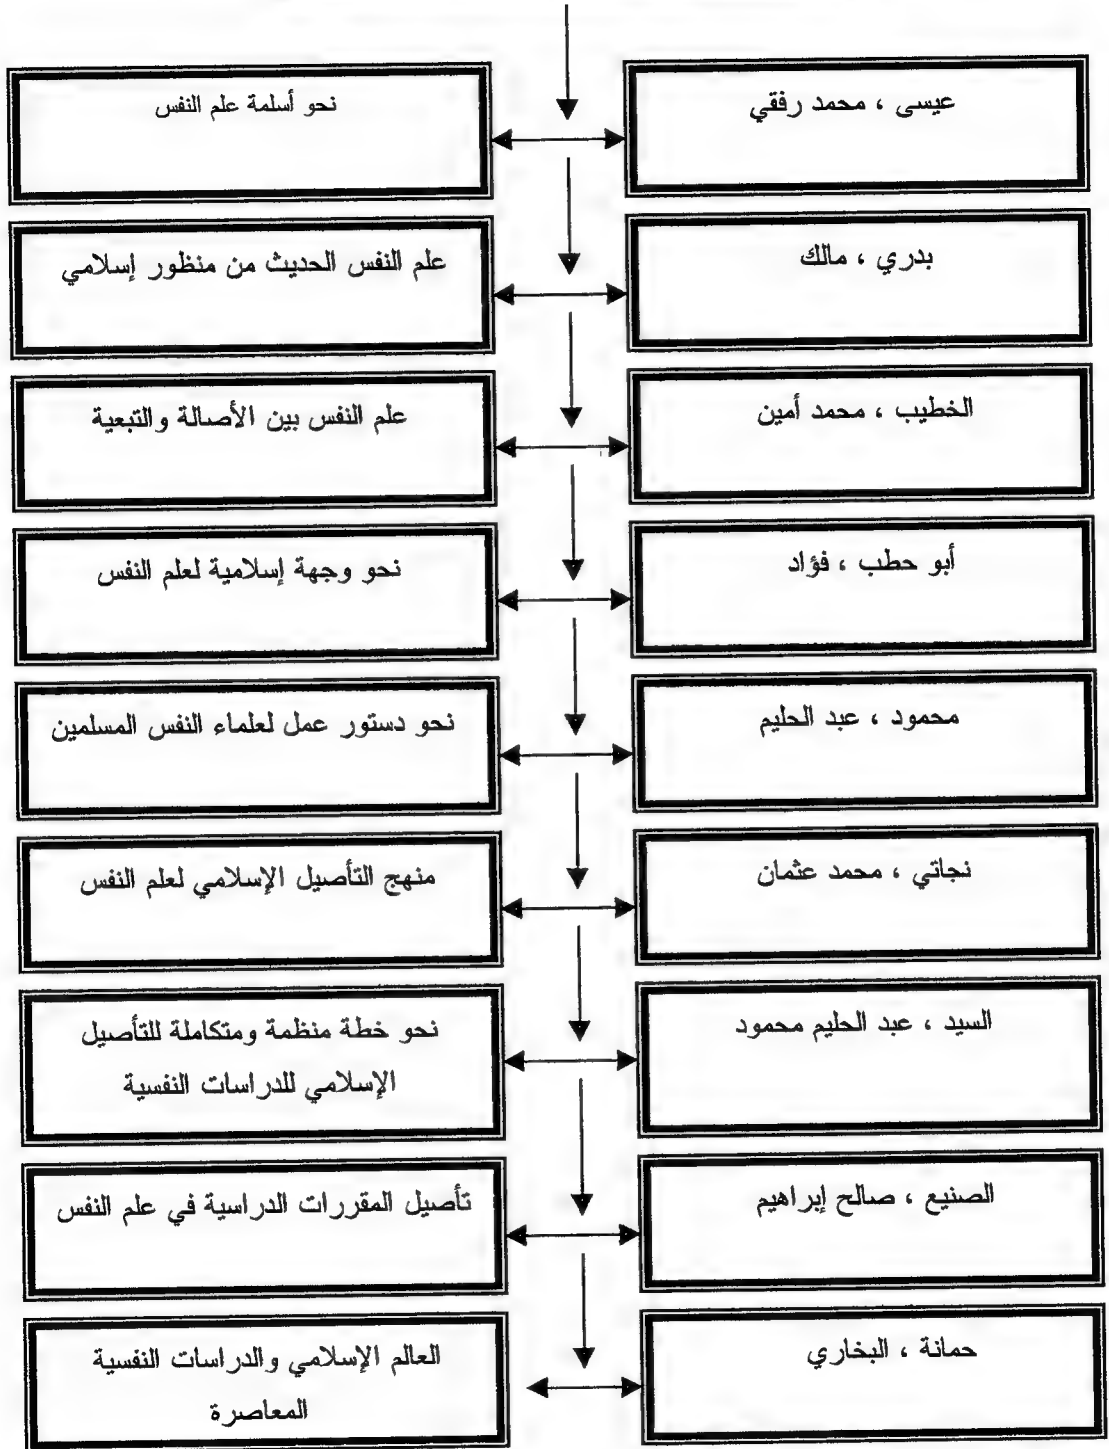 عيسى ، محمد رفقي
نحو أسلمة علم النفس
بدري ، مالك
علم النفس الحديث من منظور إسلامي
الخطيب ، محمد أمين
علم النفس بين الأصالة والتبعية
أبو حطب ، فؤاد
نحو وجهة إسلامية لعلم النفس
محمود ، عبد الحليم
نحو دستور عمل لعلماء النفس المسلمين
نجاتي ، محمد عثمان
منهج التأصيل الإسلامي لعلم النفس
السيد ، عبد الحليم محمود
نحو خطة منظمة ومتكاملة للتأصيل
الإسلامي للدراسات النفسية
الصنيع ، صالح إبراهيم
تأصيل المقررات الدراسية في علم النفس
حمانة ، البخاري
العالم الإسلامي والدراسات النفسية
المعاصرة